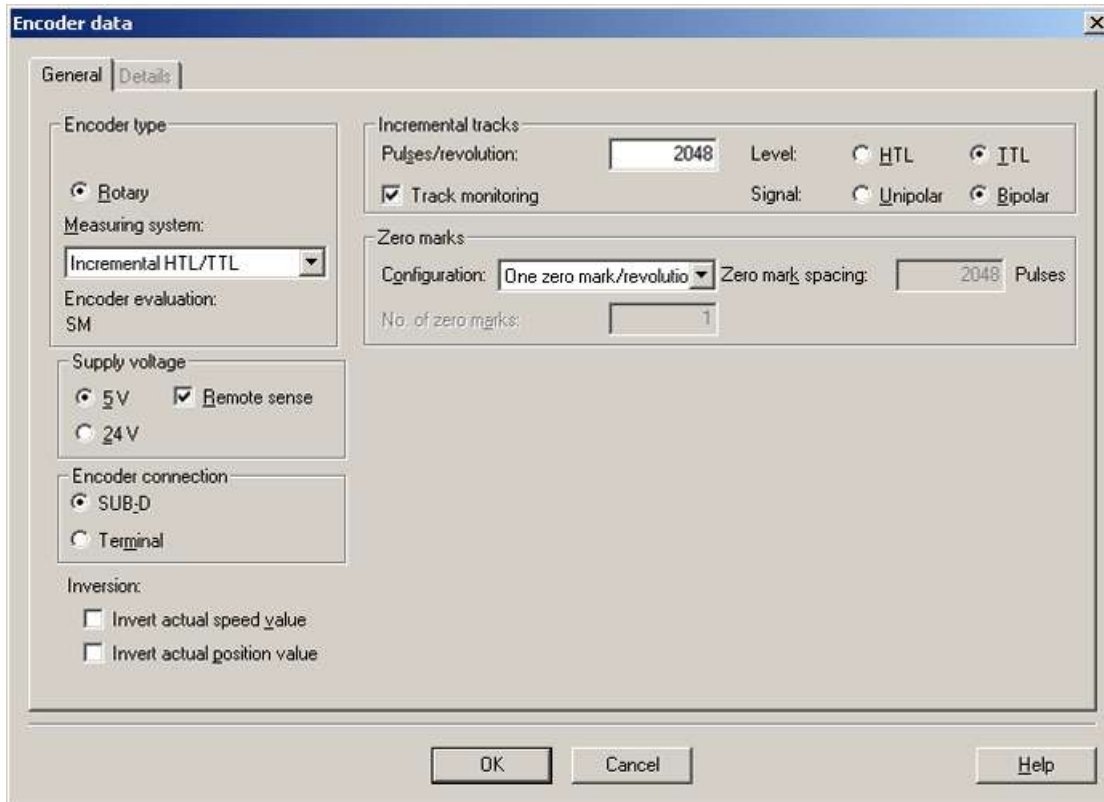 Encoder data
General Details
Encoder type
Rotary
Measuring system:
Incremental HTL/TTL
Encoder evaluation:
SM
Supply voltage
5 V Remote sense
24 V
Encoder connection
SUB-D
Terminal
Inversion:
Invert actual speed value
Invert actual position value
Incremental tracks
Pulses/revolution: 2048 Level: HTL TTL
Track monitoring Signal: Unipolar Bipolar
Zero marks
Configuration: One zero mark/revolutio Zero mark spacing: 2048 Pulses
No. of zero marks: 1
OK Cancel Help